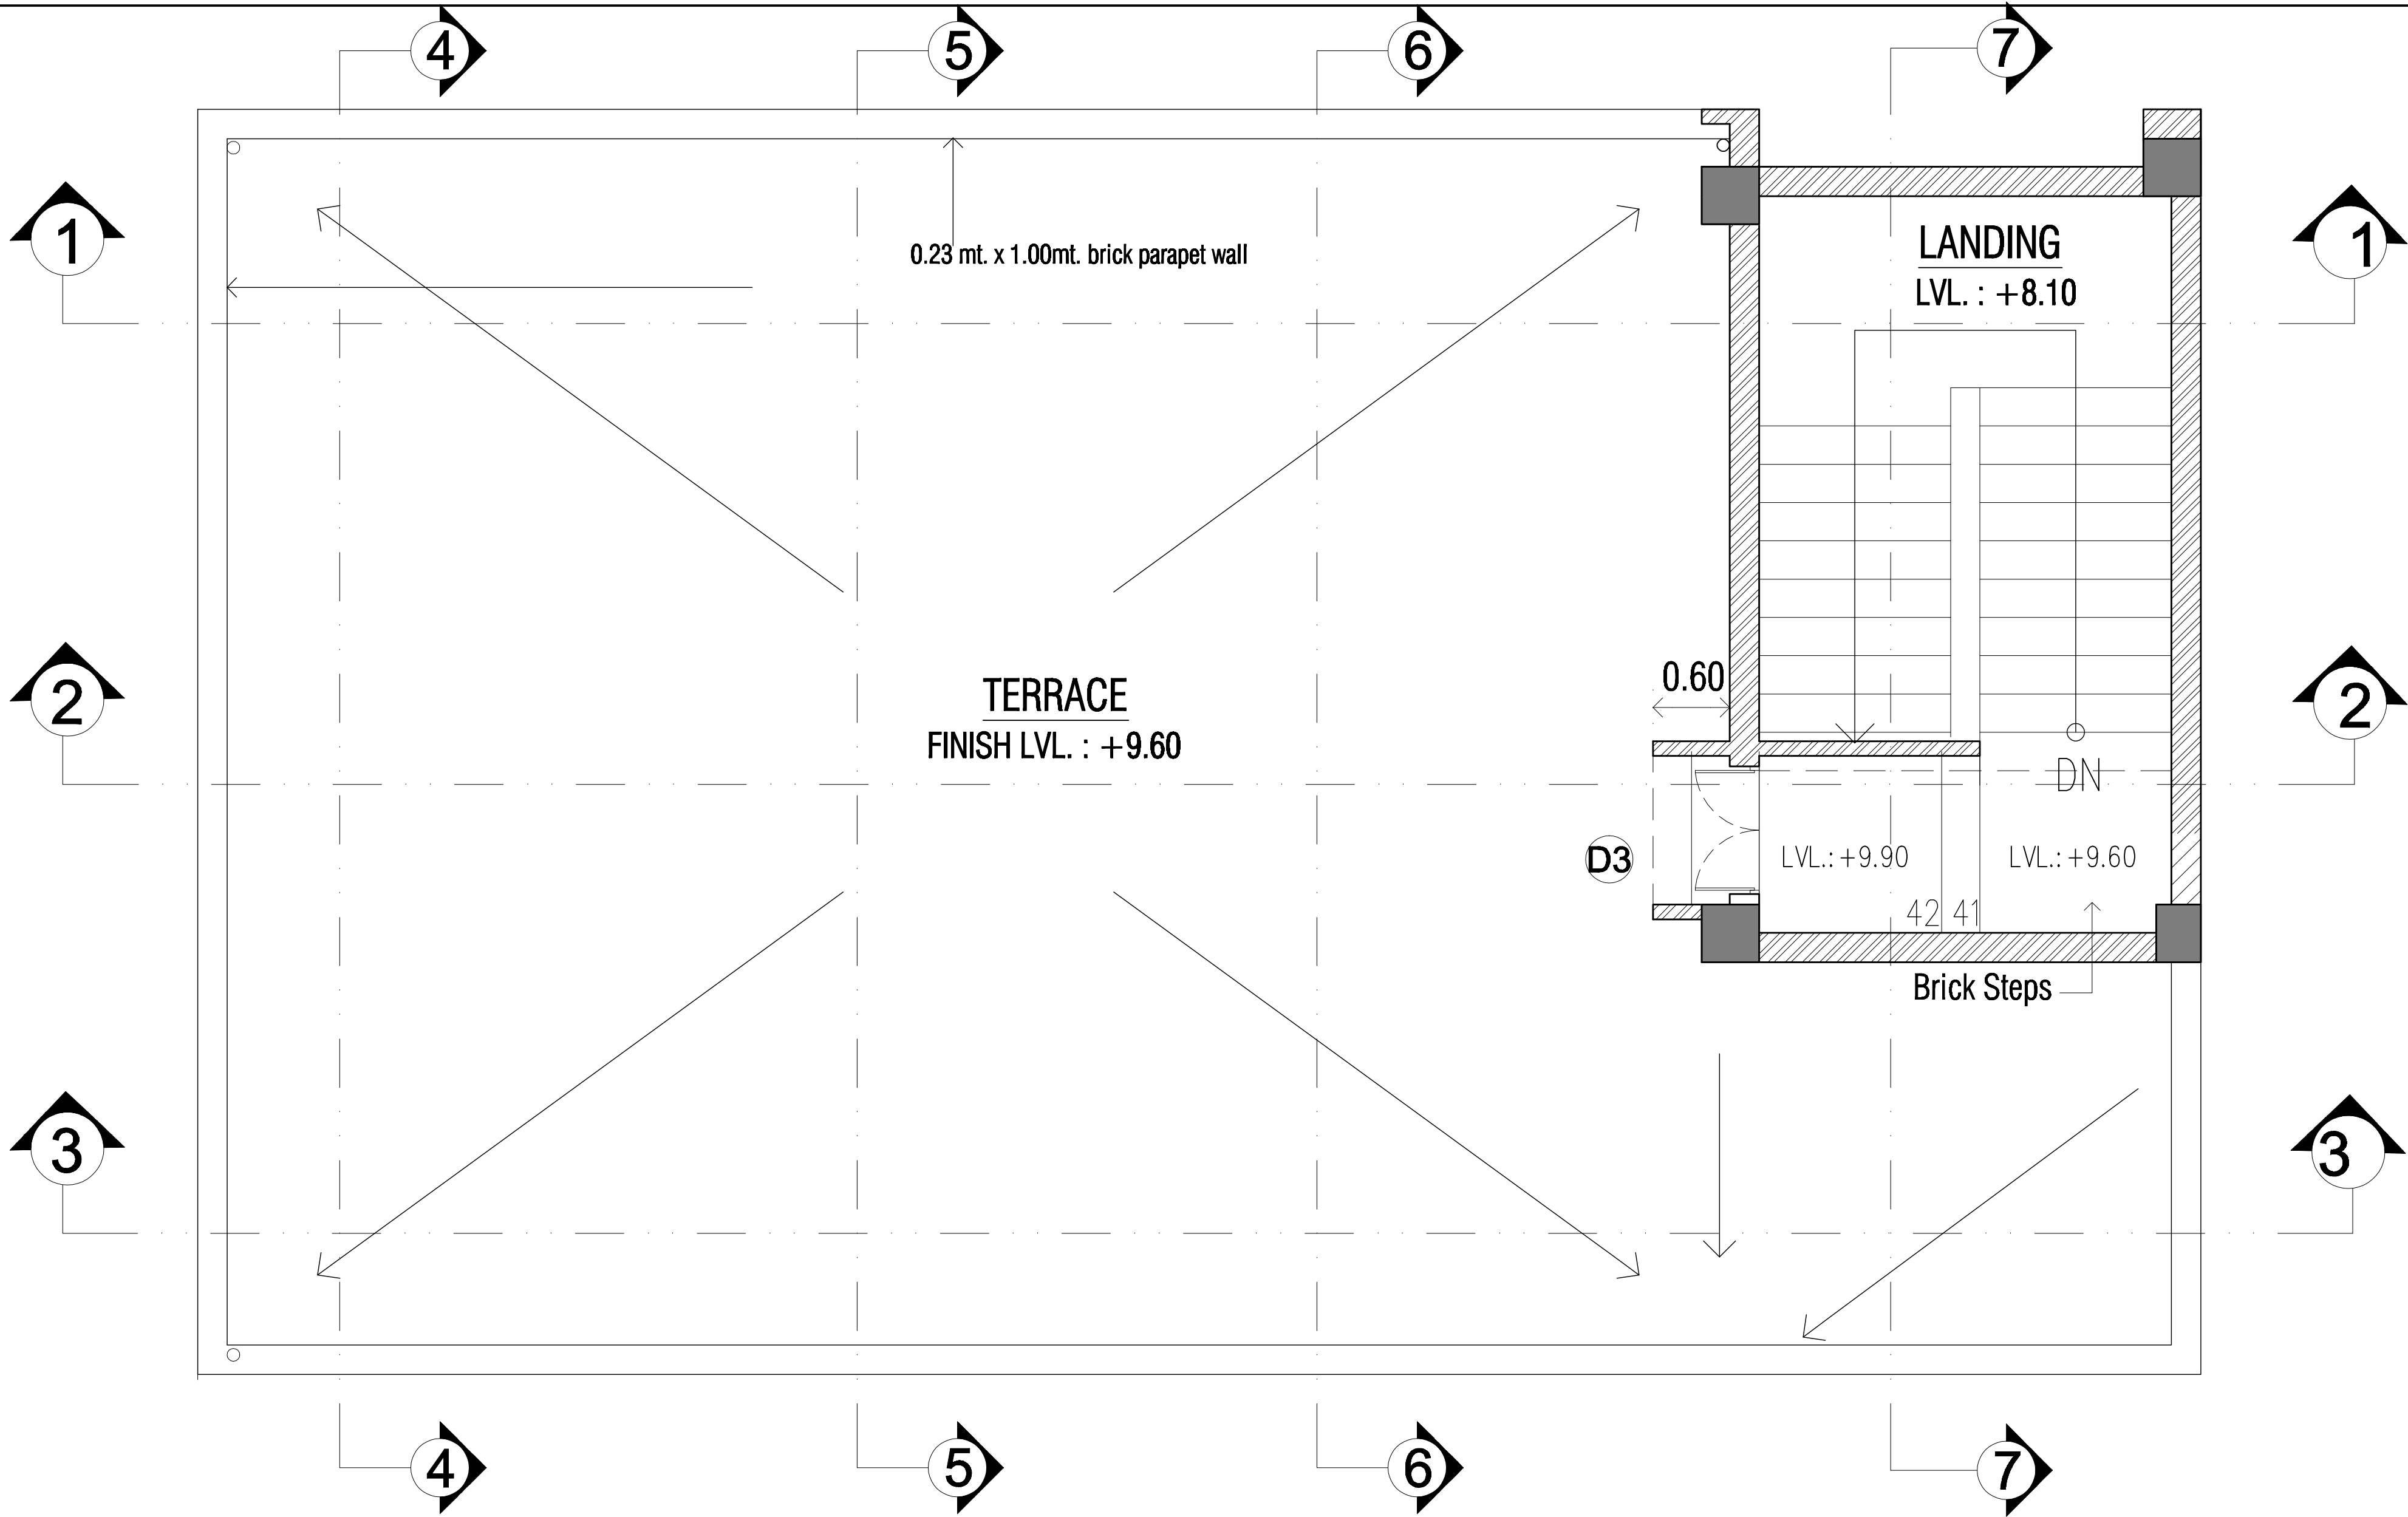 4 5 6 7
0.23 mt. x 1.00mt. brick parapet wall
1 LANDING 1
LVL. : +8.10
0.60
2 TERRACE 2
FINISH LVL. : +9.60
DN
D3 LVL.: +9.90 LVL.: +9.60
42 41
Brick Steps
3 3
4 5 6 7